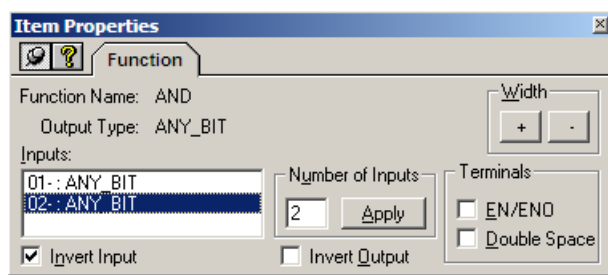 Item Properties
Function
Function Name: AND
Width
Output Type: ANY_BIT
+ -
Inputs:
01- : ANY_BIT
02- : ANY_BIT
Number of Inputs
2 Apply
Terminals
EN/ENO
Double Space
Invert Input
Invert Output